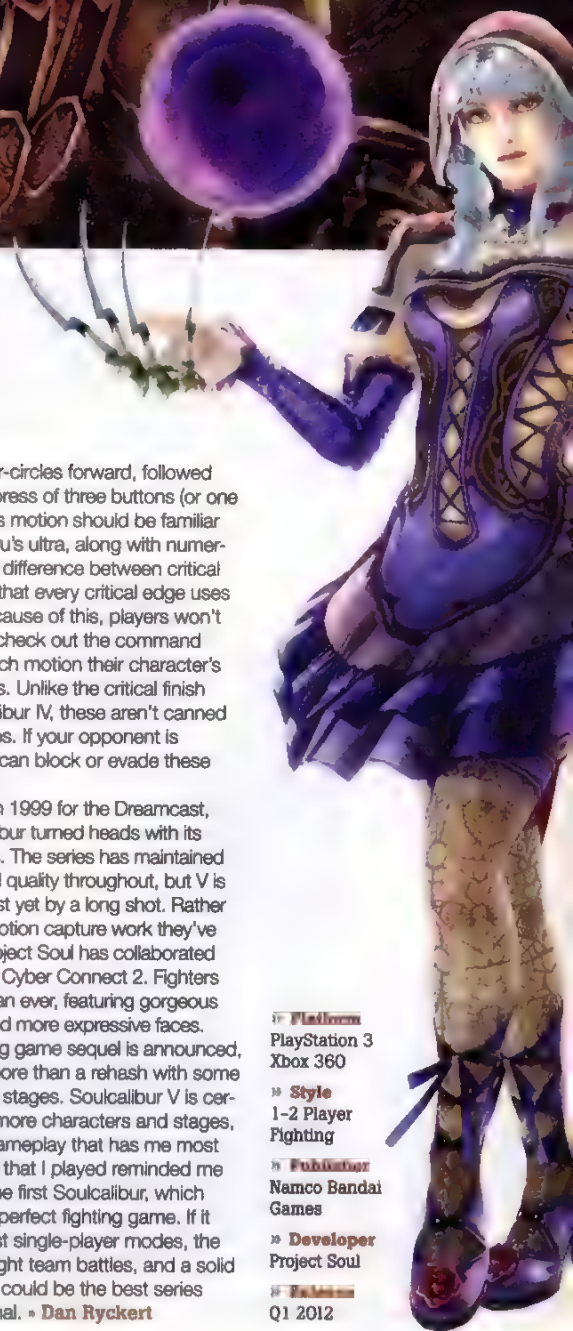 r-circles forward, followed
press of three buttons (or one
s motion should be familiar
u's ultra, along with numer-
difference between critical
that every critical edge uses
cause of this, players won't
check out the command
ch motion their character's
s. Unlike the critical finish
ibur IV, these aren't canned
os. If your opponent is
can block or evade these
n 1999 for the Dreamcast,
bur turned heads with its
s. The series has maintained
l quality throughout, but V is
st yet by a long shot. Rather
otion capture work they've
oject Soul has collaborated
Cyber Connect 2. Fighters
an ever, featuring gorgeous
d more expressive faces.
g game sequel is announced,
ore than a rehash with some
stages. Soulcalibur V is cer-
more characters and stages,
ameplay that has me most
that I played reminded me
he first Soulcalibur, which
perfect fighting game. If it
st single-player modes, the
ght team battles, and a solid
could be the best series
nal. » Dan Ryckert
» Platform
PlayStation 3
Xbox 360
» Style
1-2 Player
Fighting
» Publisher
Namco Bandai
Games
» Developer
Project Soul
» Release
Q1 2012